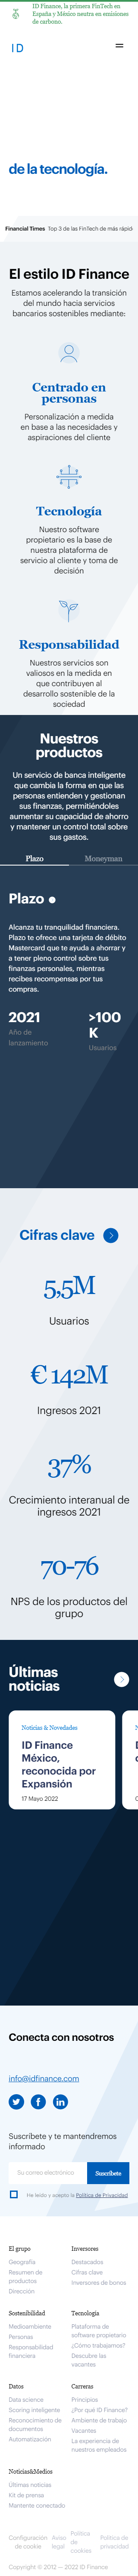 ID Finance, la primera FinTech en
España y México neutra en emisiones
de carbono.
ID
de la tecnología.
Financial Times Top 3 de las FinTech de más rápid
El estilo ID Finance
Estamos acelerando la transición
del mundo hacia servicios
bancarios sostenibles mediante:
Centrado en
personas
Personalización a medida
en base a las necesidades y
aspiraciones del cliente
Tecnología
Nuestro software
propietario es la base de
nuestra plataforma de
servicio al cliente y toma de
decisión
Responsabilidad
Nuestros servicios son
valiosos en la medida en
que contribuyen al
desarrollo sostenible de la
sociedad
Nuestros
productos
Un servicio de banca inteligente
que cambia la forma en que las
personas entienden y gestionan
sus finanzas, permitiéndoles
aumentar su capacidad de ahorro
y mantener un control total sobre
sus gastos.
Plazo Moneyman
Plazo
Alcanza tu tranquilidad financiera.
Plazo te ofrece una tarjeta de débito
Mastercard que te ayudará a ahorrar
y a tener pleno control sobre tus
finanzas personales, mientras
recibes recompensas por tus
compras.
2021
Año de
lanzamiento
>100
K
Usuarios
Cifras clave
5,5M
Usuarios
€ 142M
Ingresos 2021
37%
Crecimiento interanual de
ingresos 2021
70-76
NPS de los productos del
grupo
Últimas
noticias
Noticias & Novedades
ID Finance
México,
reconocida por
Expansión
17 Mayo 2022
Conecta con nosotros
info@idfinance.com
Suscríbete y te mantendremos
informado
Su correo electrónico
Suscríbete
He leído y acepto la Política de Privacidad
El grupo
Geografía
Resumen de
productos
Dirección
Inversores
Destacados
Cifras clave
Inversores de bonos
Sostenibilidad
Medioambiente
Personas
Responsabilidad
financiera
Tecnología
Plataforma de
software propietario
¿Cómo trabajamos?
Descubre las
vacantes
Datos
Data science
Scoring inteligente
Reconocimiento de
documentos
Automatización
Carreras
Principios
¿Por qué ID Finance?
Ambiente de trabajo
Vacantes
La experiencia de
nuestros empleados
Noticias&Medios
Últimas noticias
Kit de prensa
Mantente conectado
Configuración
de cookie
Aviso
legal
Política
de
cookies
Política de
privacidad
Copyright © 2012 — 2022 ID Finance